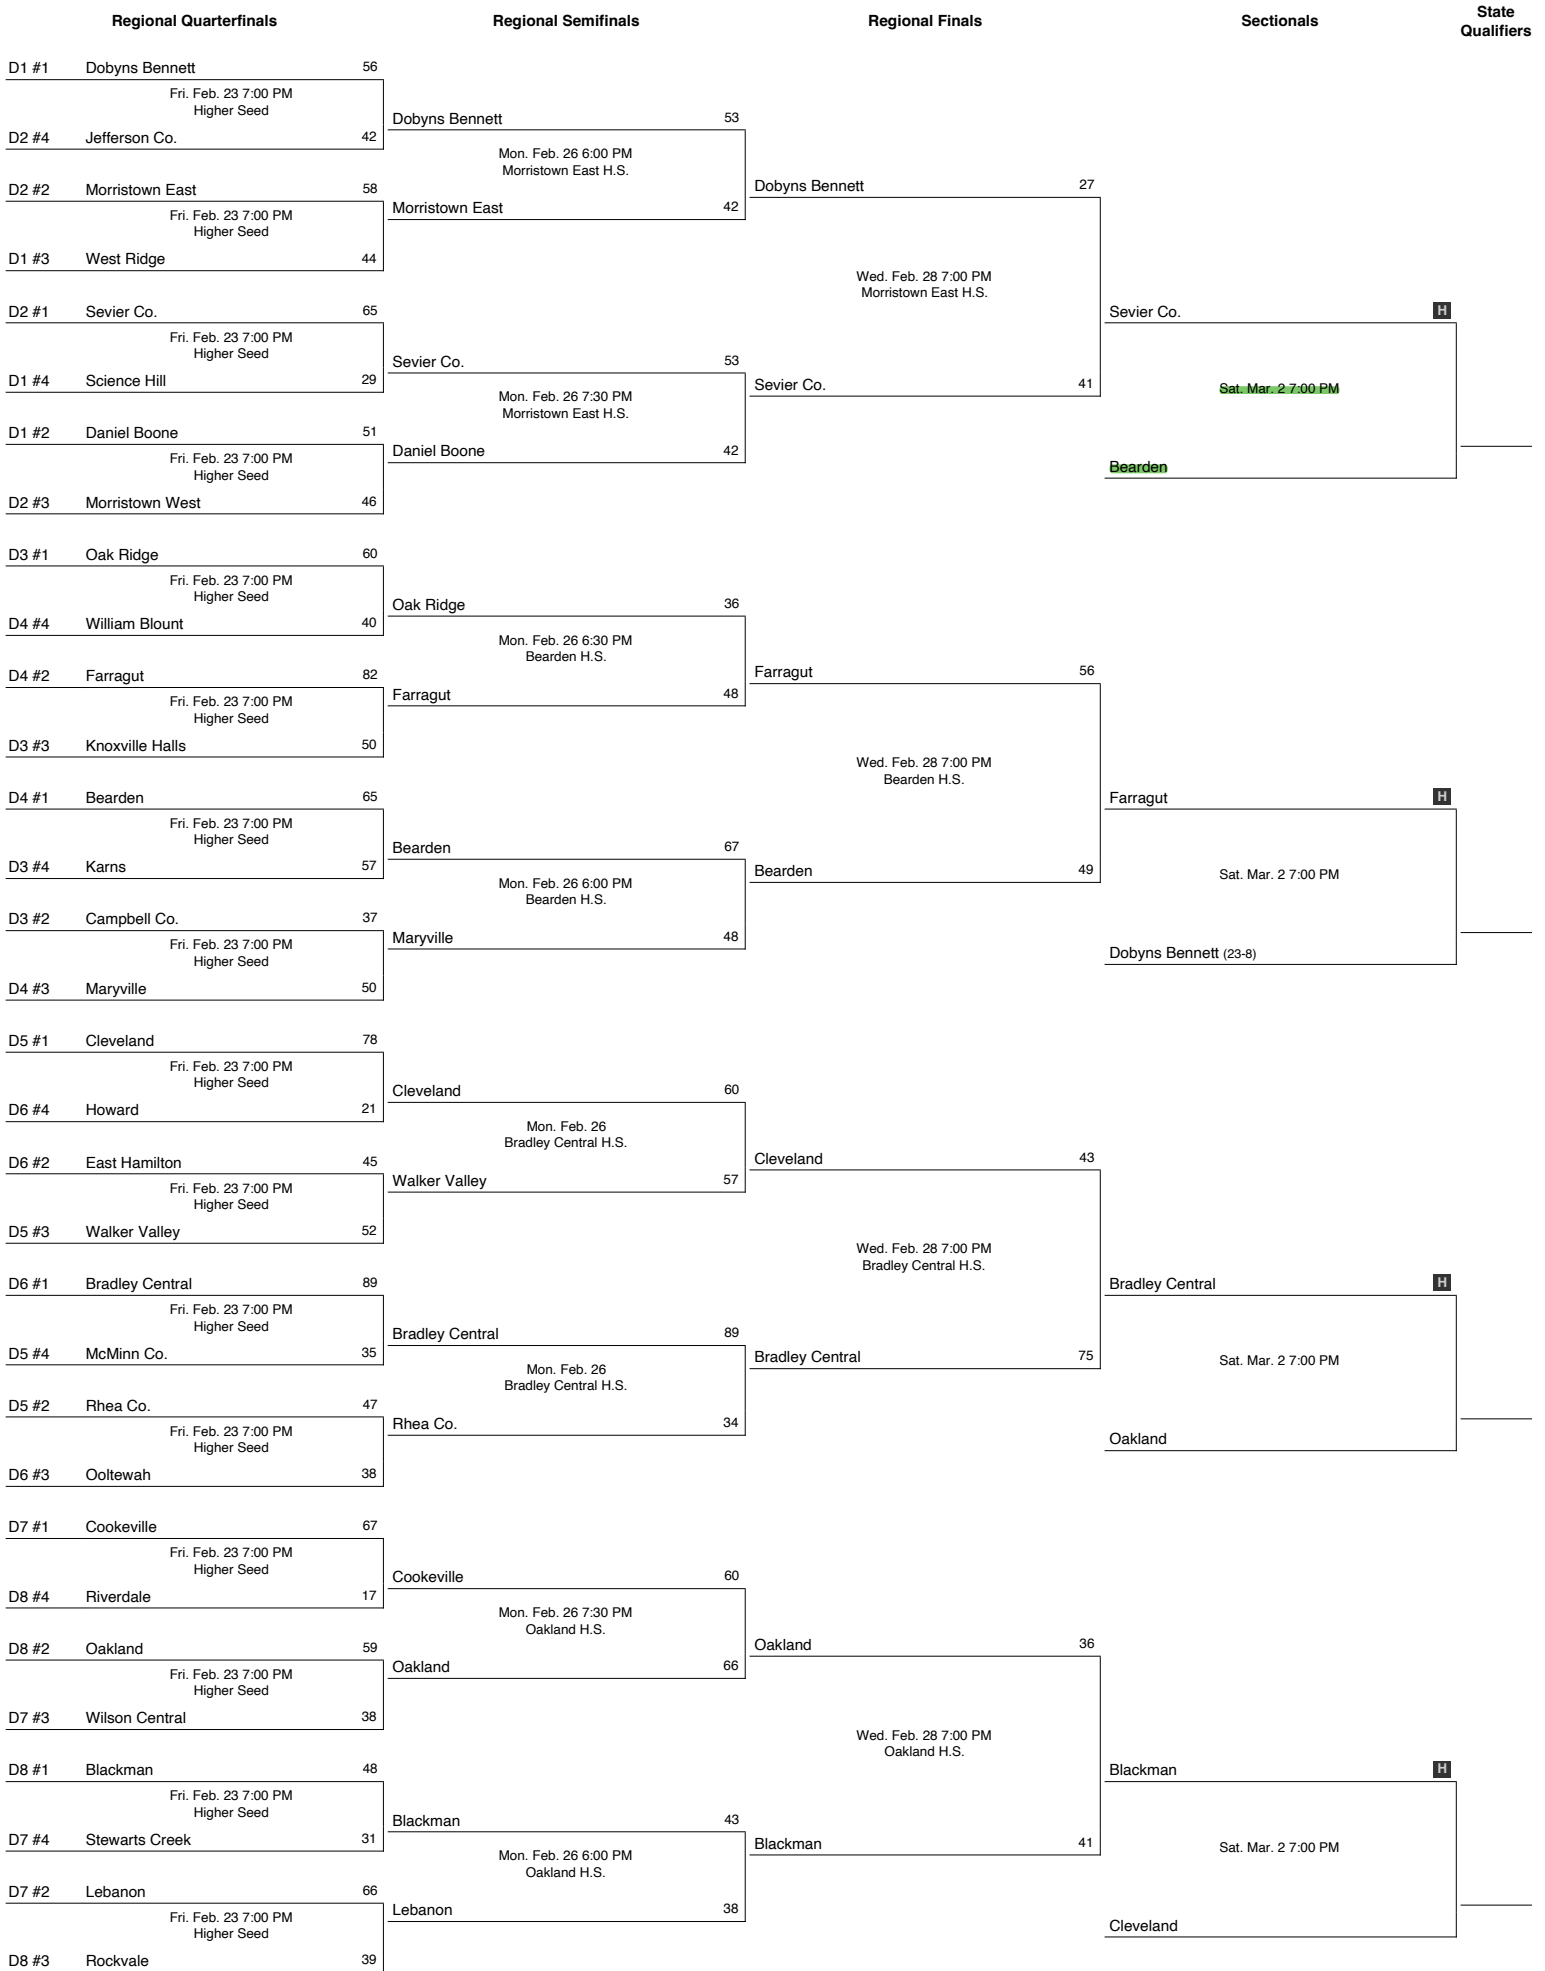 Regional Quarterfinals
Regional Semifinals
Regional Finals
Sectionals
State
Qualifiers
D1 #1 Dobyns Bennett 56
Fri. Feb. 23 7:00 PM
Higher Seed
D2 #4 Jefferson Co. 42
D2 #2 Morristown East 58
Fri. Feb. 23 7:00 PM
Higher Seed
D1 #3 West Ridge 44
D2 #1 Sevier Co. 65
Fri. Feb. 23 7:00 PM
Higher Seed
D1 #4 Science Hill 29
D1 #2 Daniel Boone 51
Fri. Feb. 23 7:00 PM
Higher Seed
D2 #3 Morristown West 46
D3 #1 Oak Ridge 60
Fri. Feb. 23 7:00 PM
Higher Seed
D4 #4 William Blount 40
D4 #2 Farragut 82
Fri. Feb. 23 7:00 PM
Higher Seed
D3 #3 Knoxville Halls 50
D4 #1 Bearden 65
Fri. Feb. 23 7:00 PM
Higher Seed
D3 #4 Karns 57
D3 #2 Campbell Co. 37
Fri. Feb. 23 7:00 PM
Higher Seed
D4 #3 Maryville 50
D5 #1 Cleveland 78
Fri. Feb. 23 7:00 PM
Higher Seed
D6 #4 Howard 21
D6 #2 East Hamilton 45
Fri. Feb. 23 7:00 PM
Higher Seed
D5 #3 Walker Valley 52
D6 #1 Bradley Central 89
Fri. Feb. 23 7:00 PM
Higher Seed
D5 #4 McMinn Co. 35
D5 #2 Rhea Co. 47
Fri. Feb. 23 7:00 PM
Higher Seed
D6 #3 Ooltewah 38
D7 #1 Cookeville 67
Fri. Feb. 23 7:00 PM
Higher Seed
D8 #4 Riverdale 17
D8 #2 Oakland 59
Fri. Feb. 23 7:00 PM
Higher Seed
D7 #3 Wilson Central 38
D8 #1 Blackman 48
Fri. Feb. 23 7:00 PM
Higher Seed
D7 #4 Stewarts Creek 31
D7 #2 Lebanon 66
Fri. Feb. 23 7:00 PM
Higher Seed
D8 #3 Rockvale 39
Dobyns Bennett 53
Mon. Feb. 26 6:00 PM
Morristown East H.S.
Morristown East 42
Sevier Co. 53
Mon. Feb. 26 7:30 PM
Morristown East H.S.
Daniel Boone 42
Oak Ridge 36
Mon. Feb. 26 6:30 PM
Bearden H.S.
Farragut 48
Bearden 67
Mon. Feb. 26 6:00 PM
Bearden H.S.
Maryville 48
Cleveland 60
Mon. Feb. 26
Bradley Central H.S.
Walker Valley 57
Bradley Central 89
Mon. Feb. 26
Bradley Central H.S.
Rhea Co. 34
Cookeville 60
Mon. Feb. 26 7:30 PM
Oakland H.S.
Oakland 66
Blackman 43
Mon. Feb. 26 6:00 PM
Oakland H.S.
Lebanon 38
Dobyns Bennett 27
Wed. Feb. 28 7:00 PM
Morristown East H.S.
Sevier Co. 41
Farragut 56
Wed. Feb. 28 7:00 PM
Bearden H.S.
Bearden 49
Cleveland 43
Wed. Feb. 28 7:00 PM
Bradley Central H.S.
Bradley Central 75
Oakland 36
Wed. Feb. 28 7:00 PM
Oakland H.S.
Blackman 41
Sevier Co. H
Sat. Mar. 2 7:00 PM
Bearden
Farragut H
Sat. Mar. 2 7:00 PM
Dobyns Bennett (23-8)
Bradley Central H
Sat. Mar. 2 7:00 PM
Oakland
Blackman H
Sat. Mar. 2 7:00 PM
Cleveland